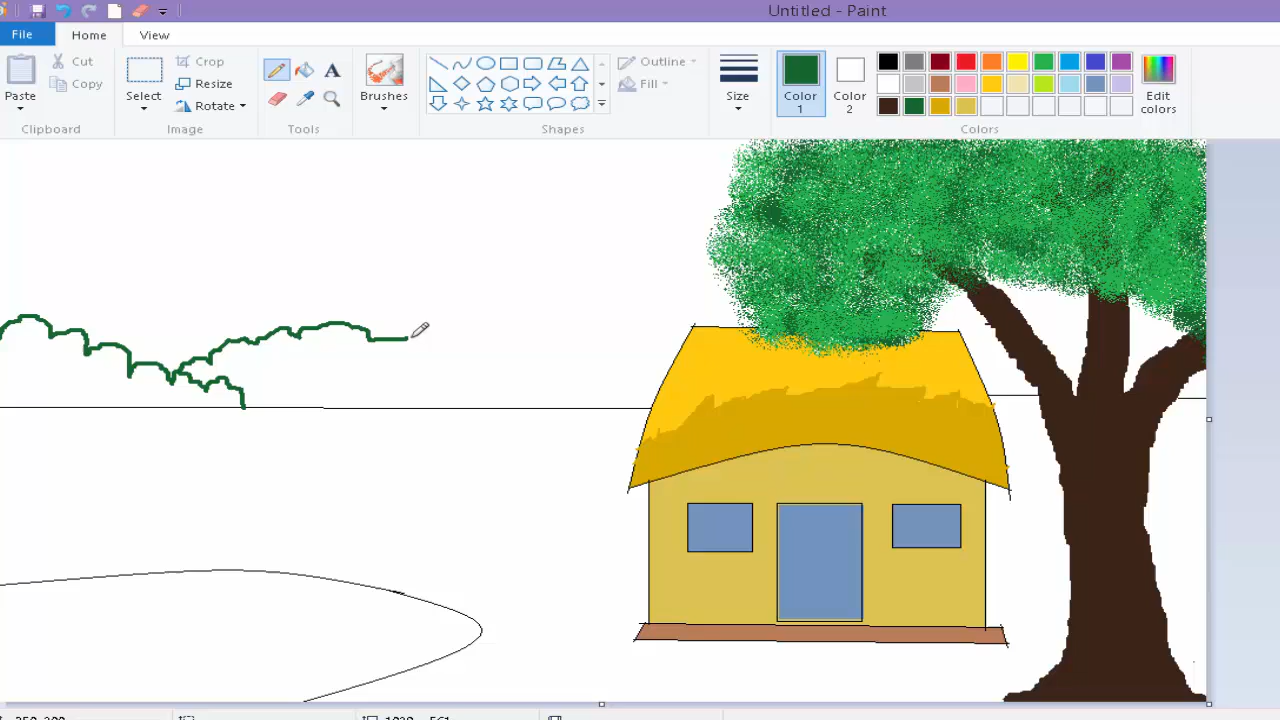 Untitled - Paint
File
Home
View
Paste
Cut
Copy
Clipboard
Select
Crop
Resize
Rotate
Image
A
Tools
Brushes
Outline
Fill
Shapes
Size
Color 1
Color 2
Colors
Edit colors